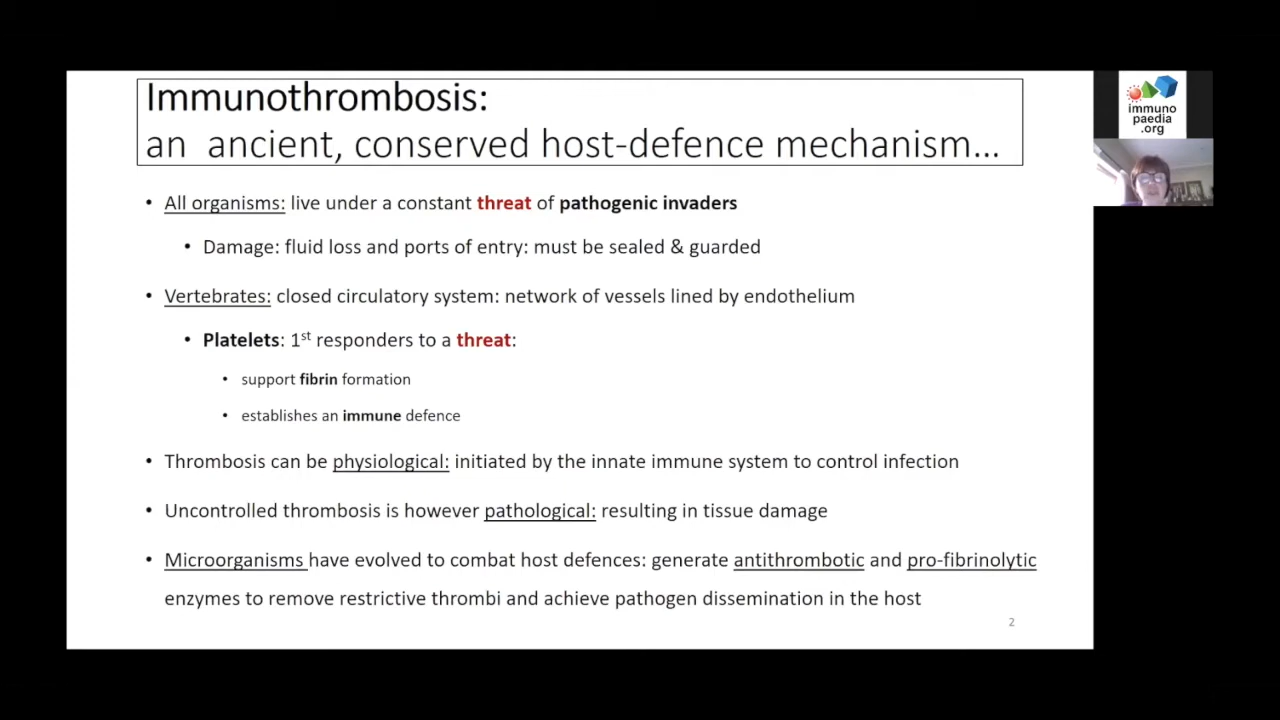 Immunothrombosis:
an ancient, conserved host-defence mechanism...
immuno
paedia
.org
• All organisms: live under a constant threat of pathogenic invaders
• Damage: fluid loss and ports of entry: must be sealed & guarded
• Vertebrates: closed circulatory system: network of vessels lined by endothelium
• Platelets: 1st responders to a threat:
• support fibrin formation
• establishes an immune defence
• Thrombosis can be physiological: initiated by the innate immune system to control infection
• Uncontrolled thrombosis is however pathological: resulting in tissue damage
• Microorganisms have evolved to combat host defences: generate antithrombotic and pro-fibrinolytic
enzymes to remove restrictive thrombi and achieve pathogen dissemination in the host
2